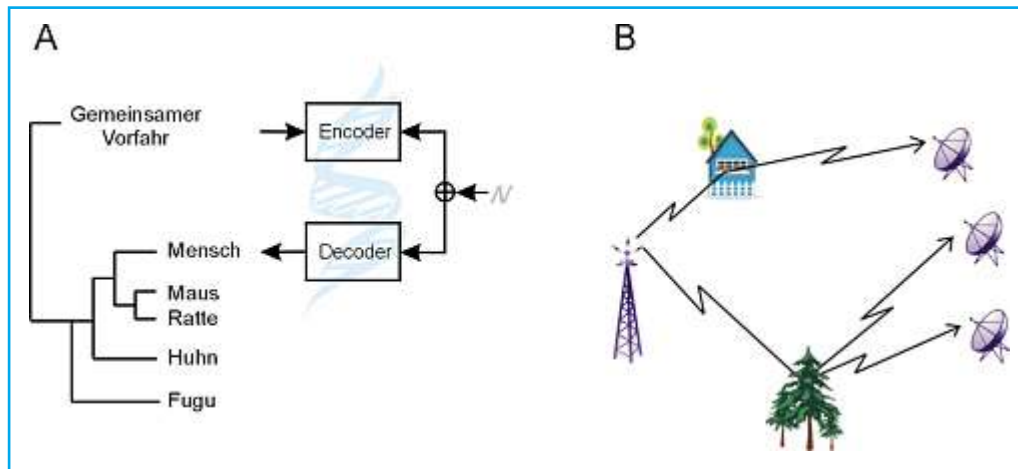 A
B
Gemeinsamer
Vorfahr
Encoder
N
Mensch
Decoder
Maus
Ratte
Huhn
Fugu